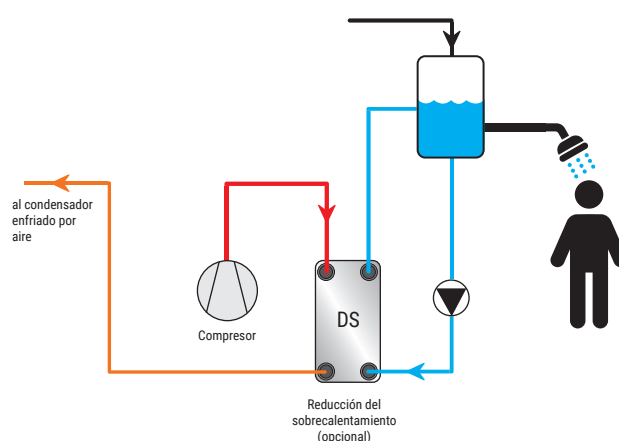 al condensador
enfriado por
aire
Compresor
DS
Reducción del
sobrecalentamiento
(opcional)